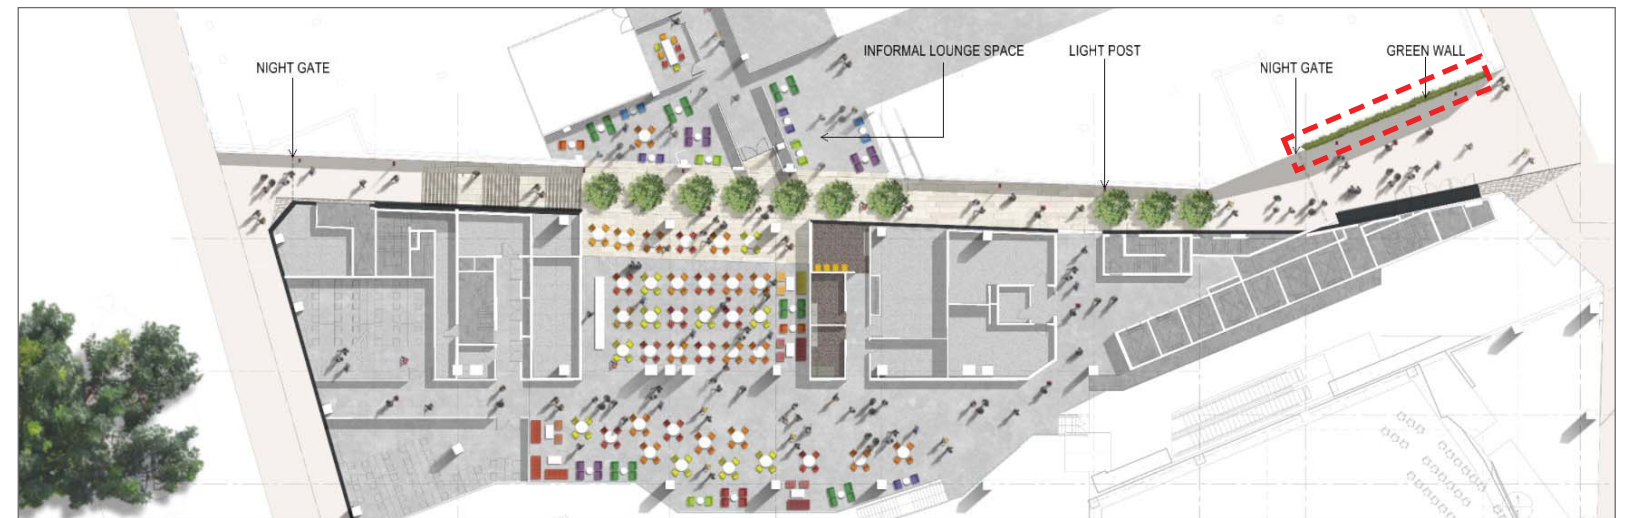 NIGHT GATE
INFORMAL LOUNGE SPACE
LIGHT POST
NIGHT GATE
GREEN WALL